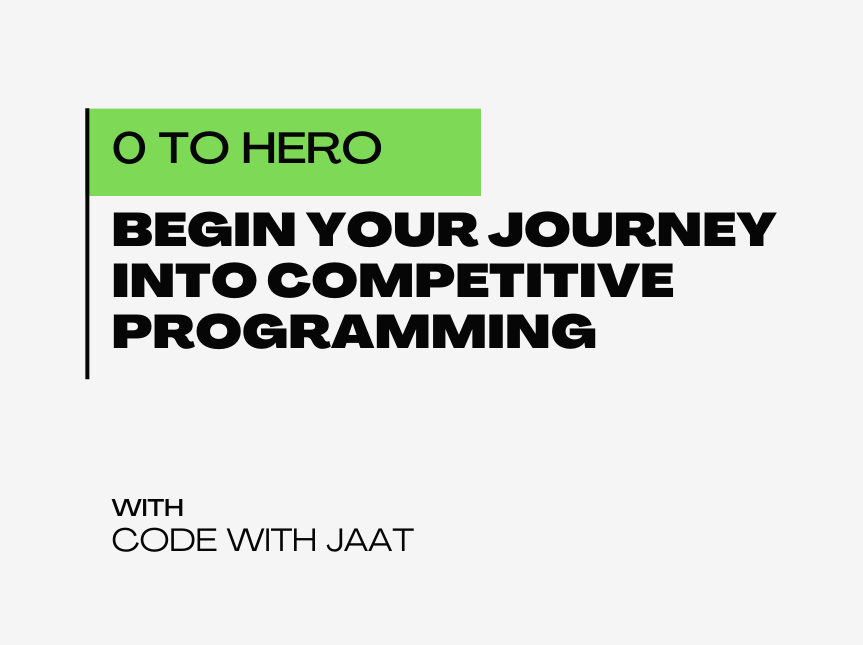 0 TO HERO
BEGIN YOUR JOURNEY
INTO COMPETITIVE
PROGRAMMING
WITH
CODE WITH JAAT